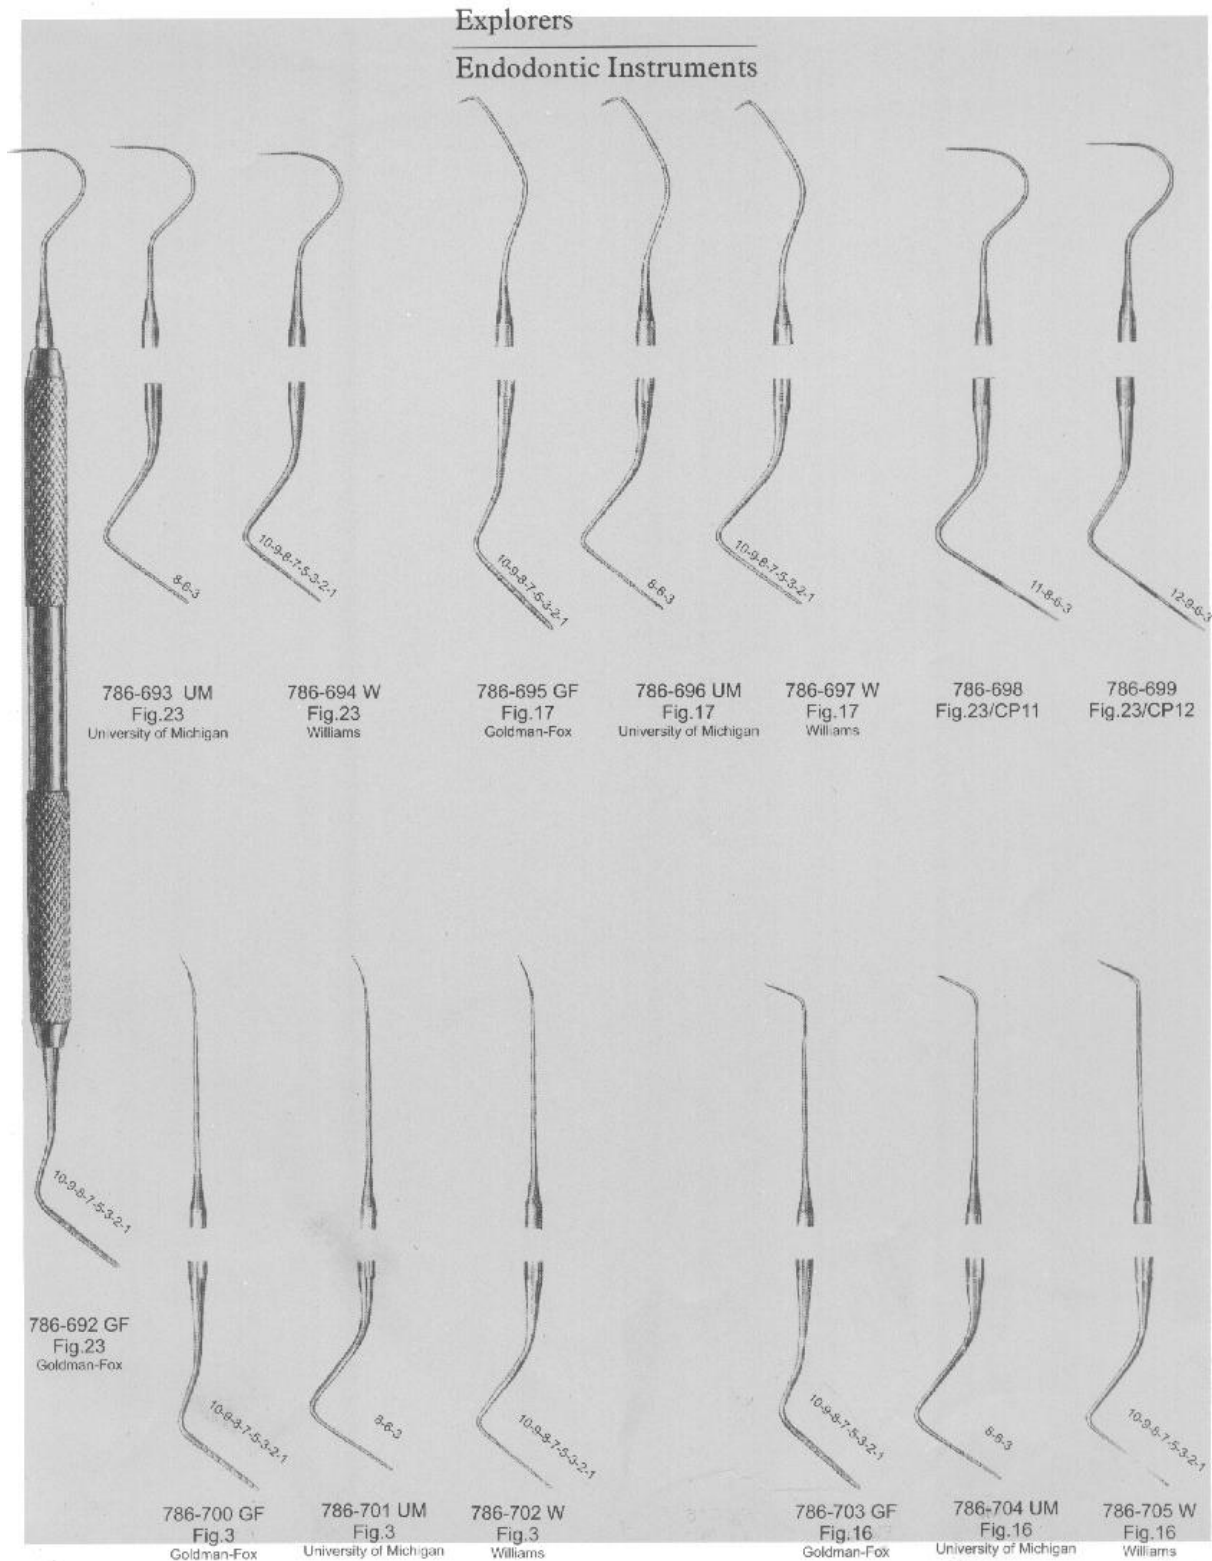 Explorers
Endodontic Instruments
8-6-3
10-9-8-7-5-3-2-1
10-9-8-7-5-3-2-1
8-6-3
10-9-8-7-5-3-2-1
11-8-6-3
12-9-6-3
786-693 UM
Fig.23
University of Michigan
786-694 W
Fig.23
Williams
786-695 GF
Fig.17
Goldman-Fox
786-696 UM
Fig.17
University of Michigan
786-697 W
Fig.17
Williams
786-698
Fig.23/CP11
786-699
Fig.23/CP12
10-9-8-7-5-3-2-1
786-692 GF
Fig.23
Goldman-Fox
10-9-8-7-5-3-2-1
8-6-3
10-9-8-7-5-3-2-1
10-9-8-7-5-3-2-1
8-6-3
10-9-8-7-5-3-2-1
786-700 GF
Fig.3
Goldman-Fox
786-701 UM
Fig.3
University of Michigan
786-702 W
Fig.3
Williams
786-703 GF
Fig.16
Goldman-Fox
786-704 UM
Fig.16
University of Michigan
786-705 W
Fig.16
Williams